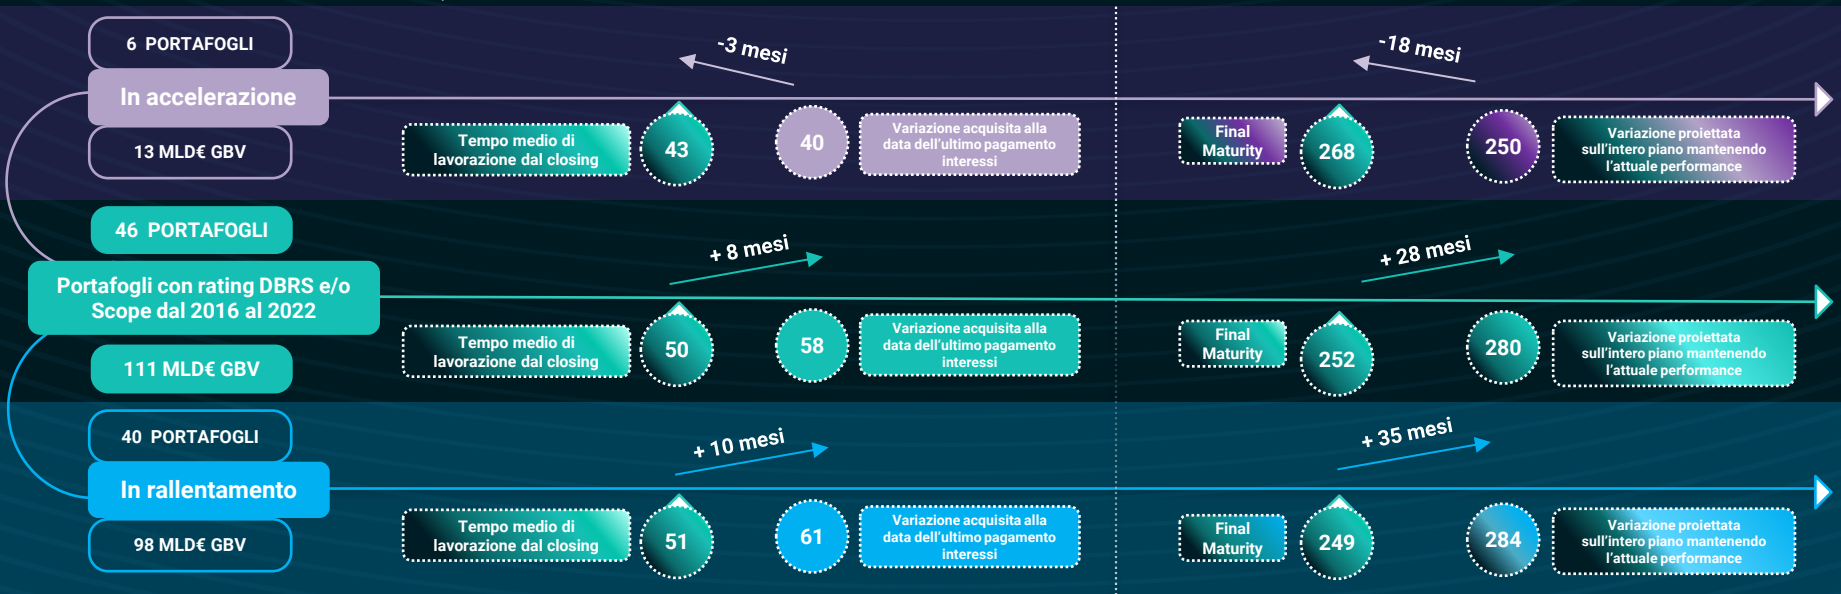 6 PORTAFOGLI
In accelerazione
13 MLD€ GBV
-3 mesi
Tempo medio di
lavorazione dal closing
43
40
Variazione acquisita alla
data dell'ultimo pagamento
interessi
-18 mesi
Final
Maturity
268
250
Variazione proiettata
sull'intero piano mantenendo
l'attuale performance
46 PORTAFOGLI
Portafogli con rating DBRS e/o
Scope dal 2016 al 2022
111 MLD€ GBV
+ 8 mesi
Tempo medio di
lavorazione dal closing
50
58
Variazione acquisita alla
data dell'ultimo pagamento
interessi
+ 28 mesi
Final
Maturity
252
280
Variazione proiettata
sull'intero piano mantenendo
l'attuale performance
40 PORTAFOGLI
In rallentamento
98 MLD€ GBV
+ 10 mesi
Tempo medio di
lavorazione dal closing
51
61
Variazione acquisita alla
data dell'ultimo pagamento
interessi
+ 35 mesi
Final
Maturity
249
284
Variazione proiettata
sull'intero piano mantenendo
l'attuale performance